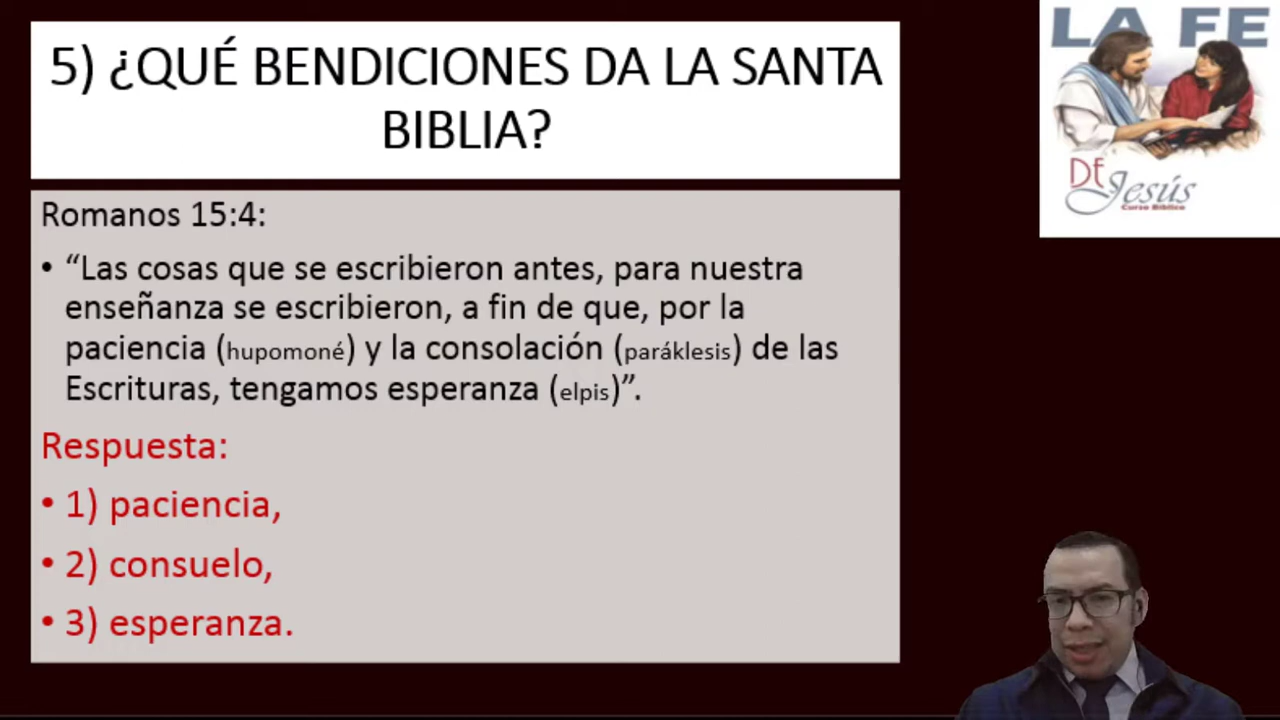 5) ¿QUÉ BENDICIONES DA LA SANTA
BIBLIA?
LA FE
DE
Jesús
Curso Bíblico
Romanos 15:4:
• “Las cosas que se escribieron antes, para nuestra
enseñanza se escribieron, a fin de que, por la
paciencia (hupomoné) y la consolación (paráklesis) de las
Escrituras, tengamos esperanza (elpis)”.
Respuesta:
• 1) paciencia,
• 2) consuelo,
• 3) esperanza.